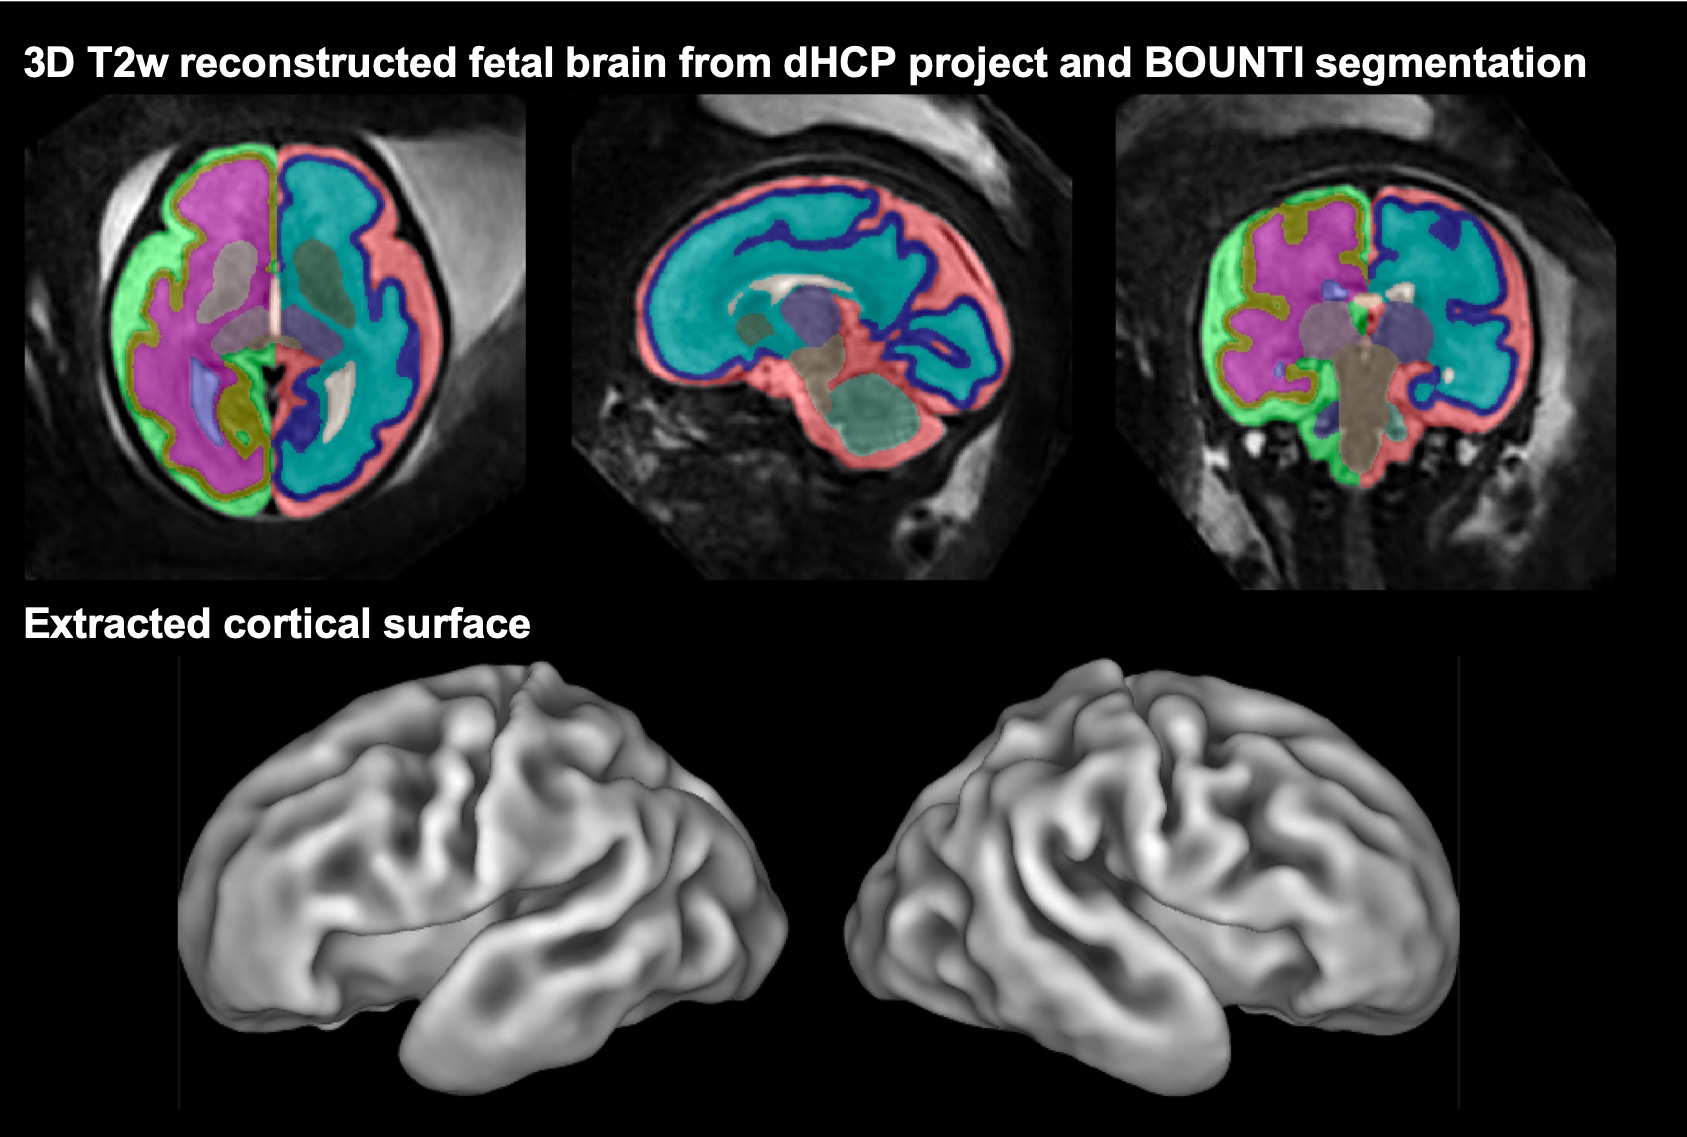 3D T2w reconstructed fetal brain from dHCP project and BOUNTI segmentation
Extracted cortical surface